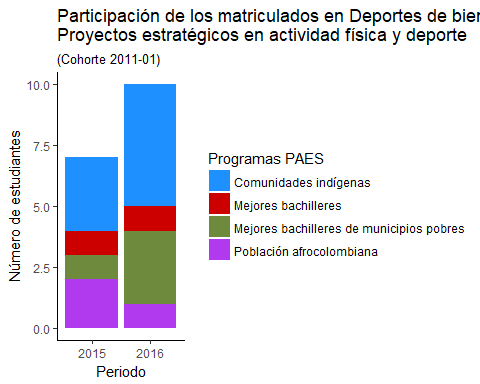 Participación de los matriculados en Deportes de bien
Proyectos estratégicos en actividad física y deporte
(Cohorte 2011-01)
10.0
7.5
5.0
2.5
0.0
Número de estudiantes
2015
2016
Periodo
Programas PAES
Comunidades indígenas
Mejores bachilleres
Mejores bachilleres de municipios pobres
Población afrocolombiana